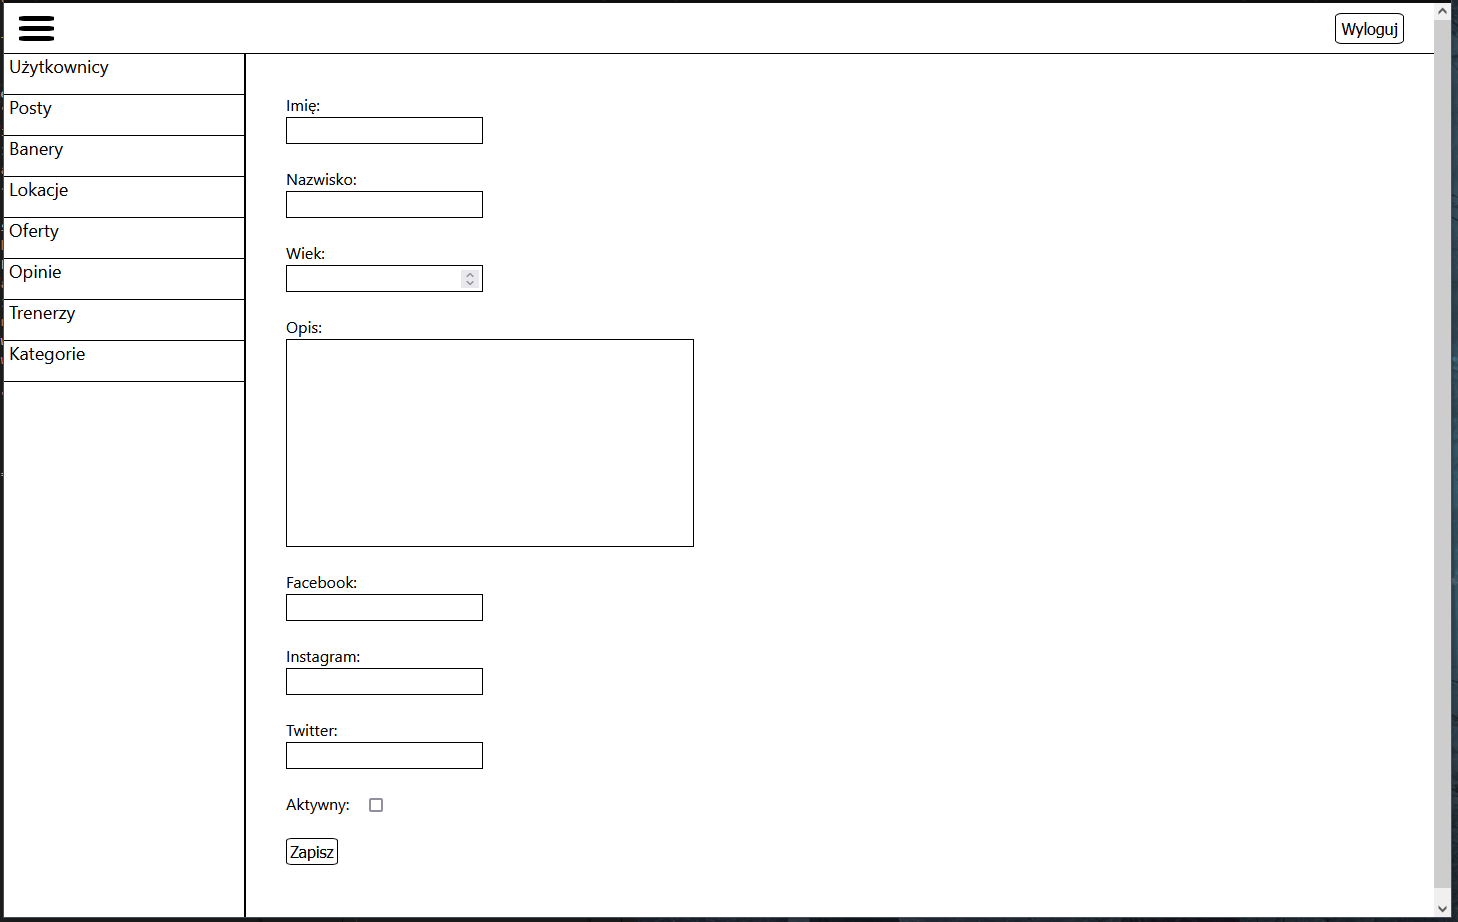 Wyloguj
Użytkownicy
Posty
Banery
Lokacje
Oferty
Opinie
Trenerzy
Kategorie
Imię:
Nazwisko:
Wiek:
Opis:
Facebook:
Instagram:
Twitter:
Aktywny:
Zapisz